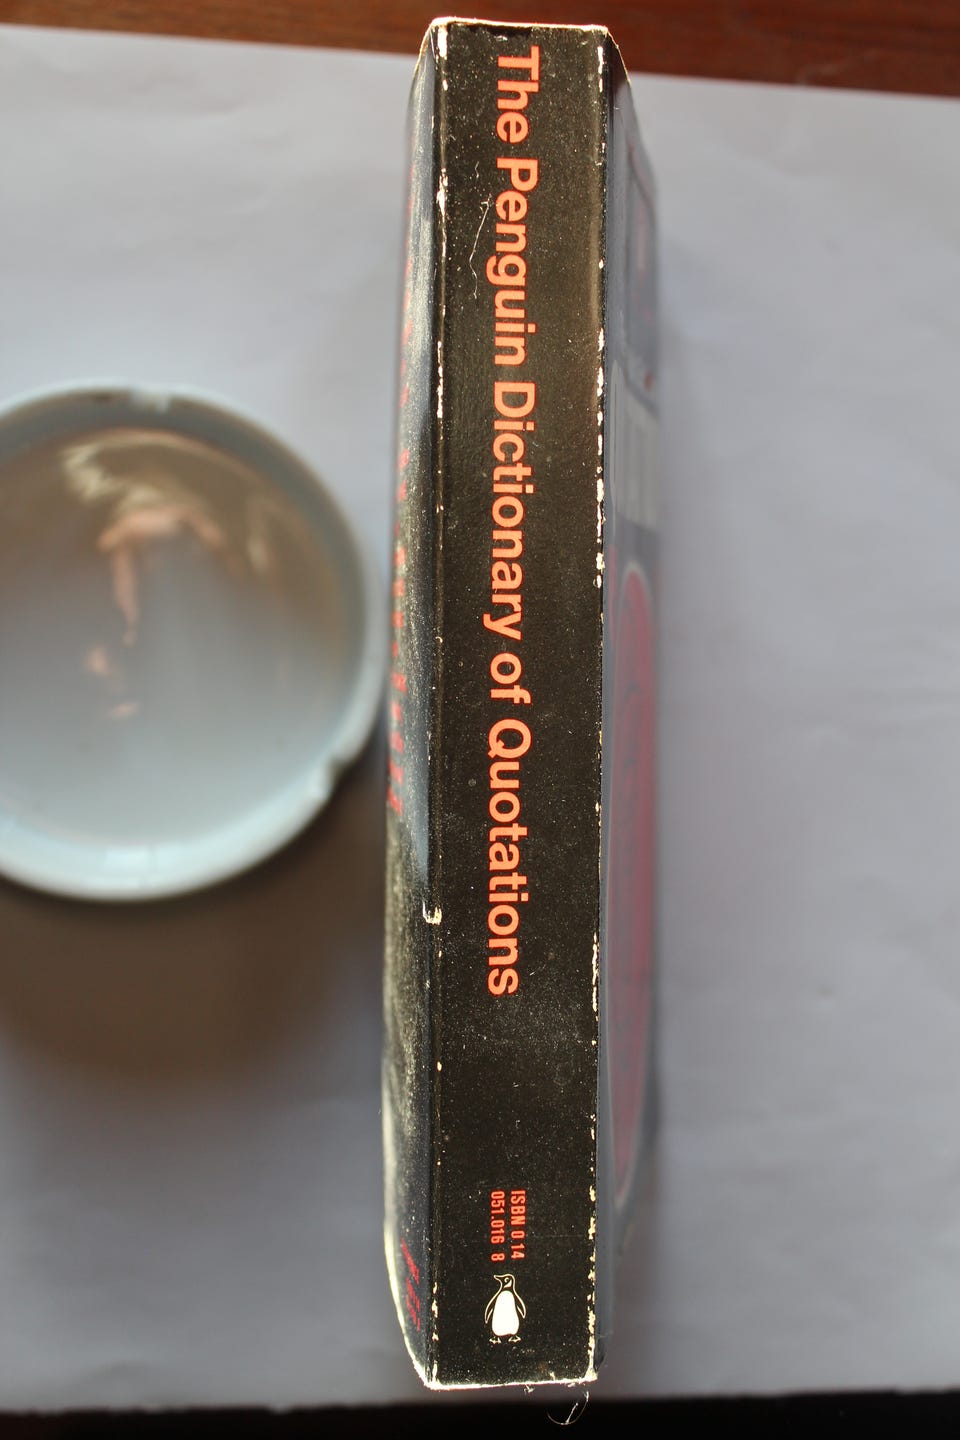 The Penguin Dictionary of Quotations
ISBN 0 14
051.016 8